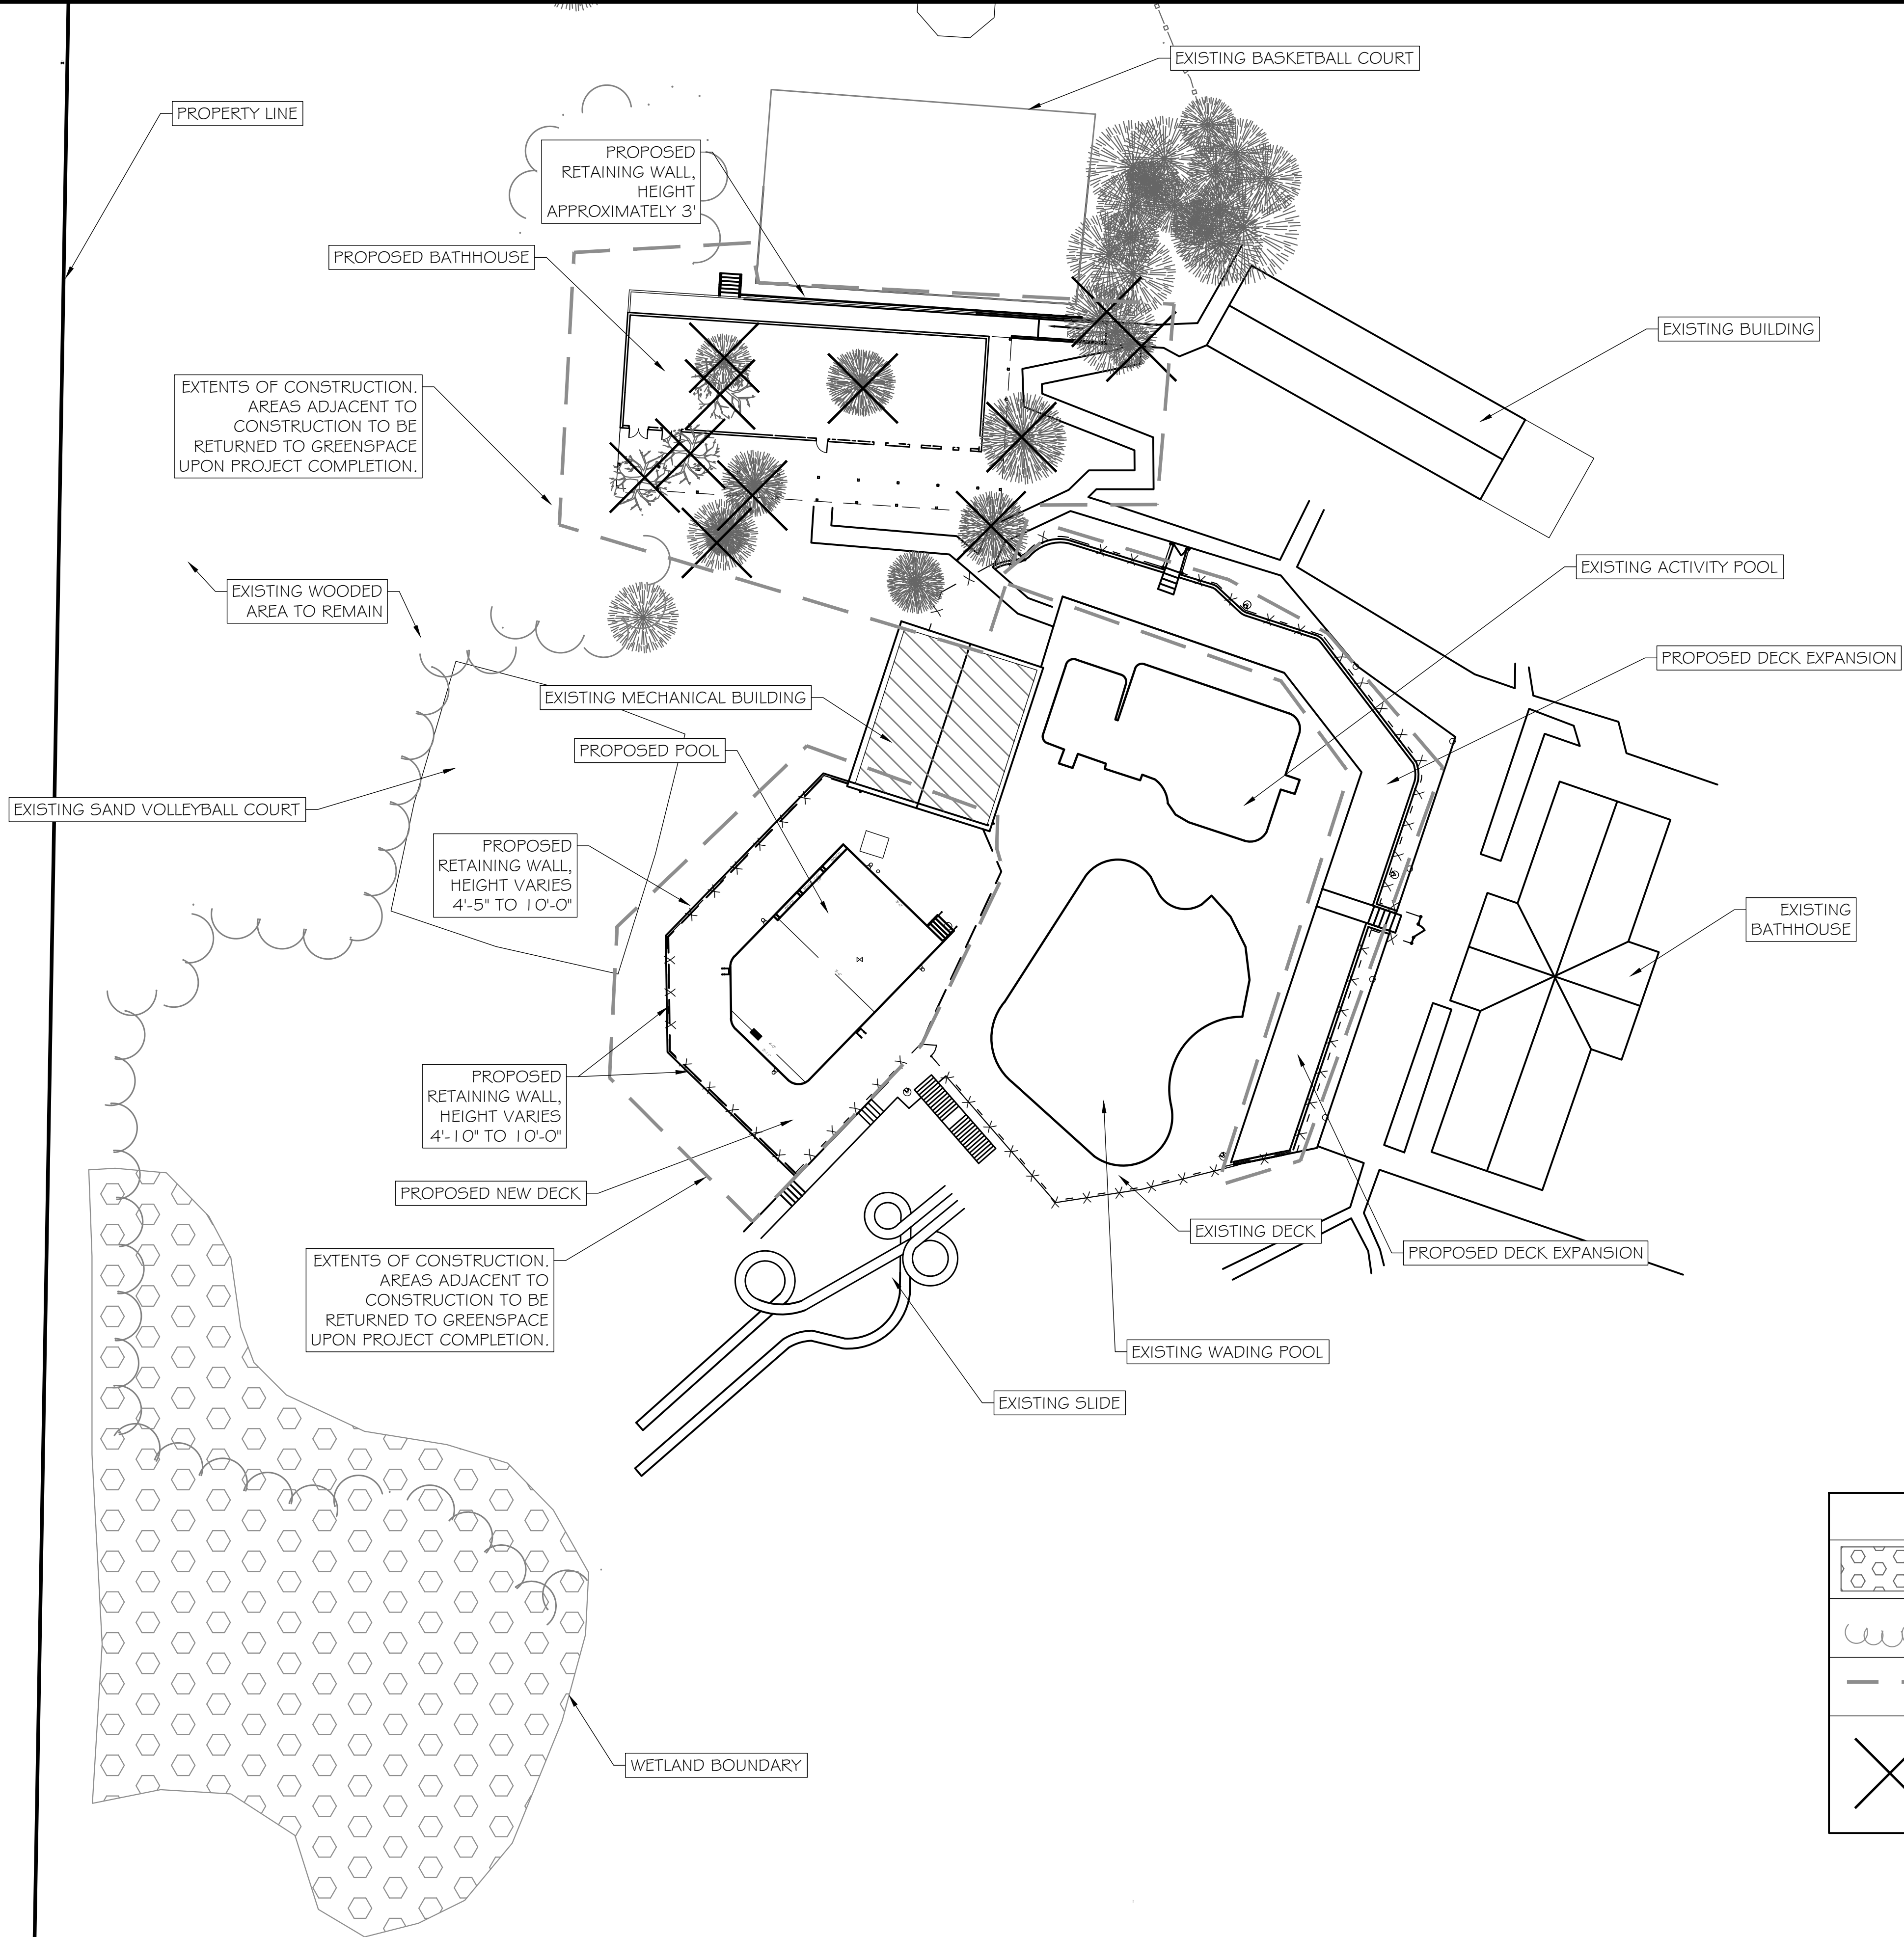 EXISTING BASKETBALL COURT
PROPERTY LINE
PROPOSED
RETAINING WALL,
HEIGHT
APPROXIMATELY 3'
PROPOSED BATHHOUSE
EXISTING BUILDING
EXTENTS OF CONSTRUCTION.
AREAS ADJACENT TO
CONSTRUCTION TO BE
RETURNED TO GREENSPACE
UPON PROJECT COMPLETION.
EXISTING ACTIVITY POOL
EXISTING WOODED
AREA TO REMAIN
PROPOSED DECK EXPANSION
EXISTING MECHANICAL BUILDING
PROPOSED POOL
EXISTING SAND VOLLEYBALL COURT
PROPOSED
RETAINING WALL,
HEIGHT VARIES
4'-5" TO 10'-0"
EXISTING
BATHHOUSE
PROPOSED
RETAINING WALL,
HEIGHT VARIES
4'-10" TO 10'-0"
PROPOSED NEW DECK
EXISTING DECK
PROPOSED DECK EXPANSION
EXTENTS OF CONSTRUCTION.
AREAS ADJACENT TO
CONSTRUCTION TO BE
RETURNED TO GREENSPACE
UPON PROJECT COMPLETION.
EXISTING WADING POOL
EXISTING SLIDE
WETLAND BOUNDARY